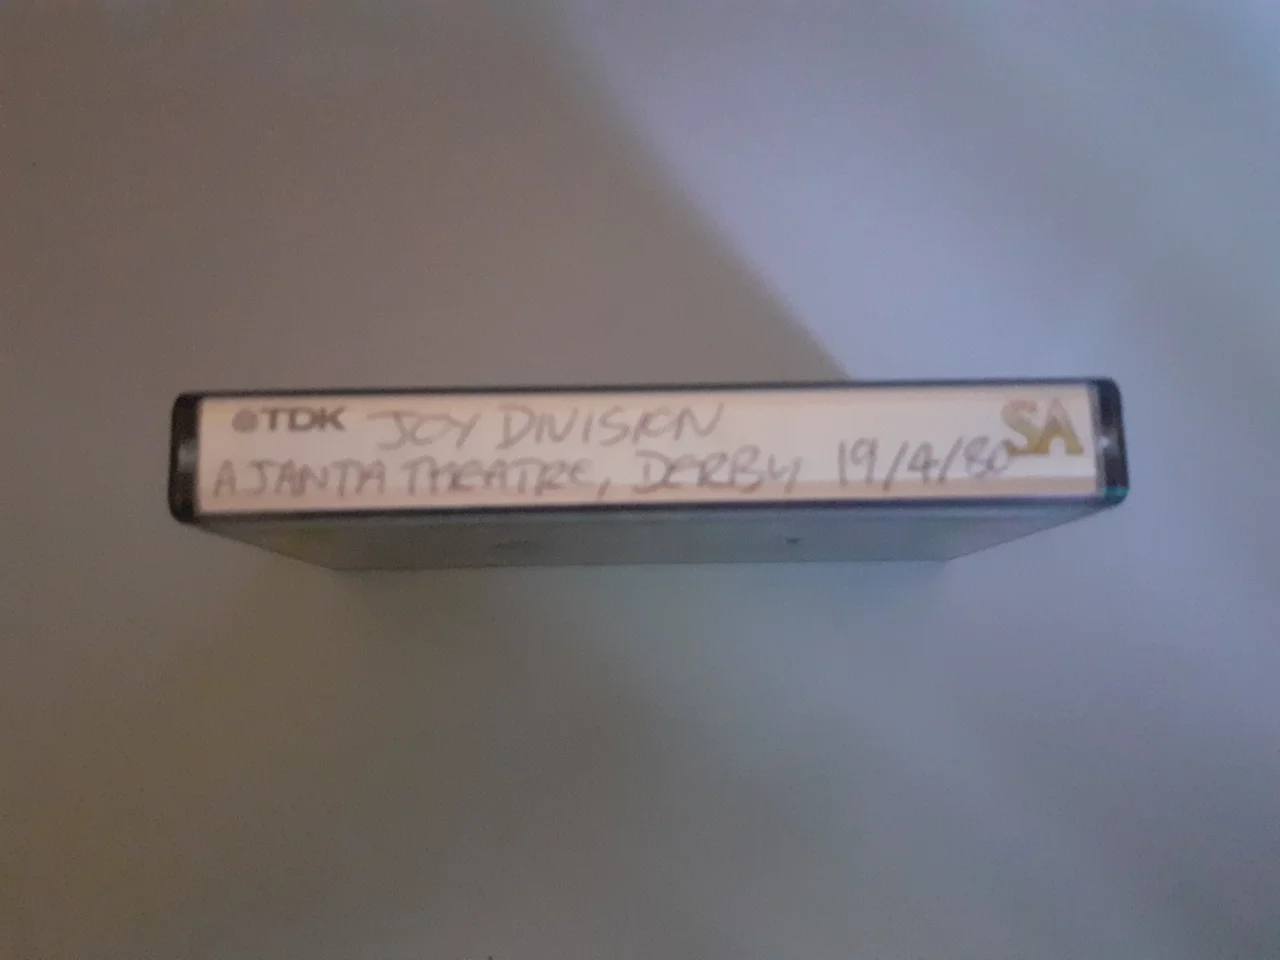 TDK JOY DIVISION SA
AJANTA THEATRE, DERBY 19/4/80